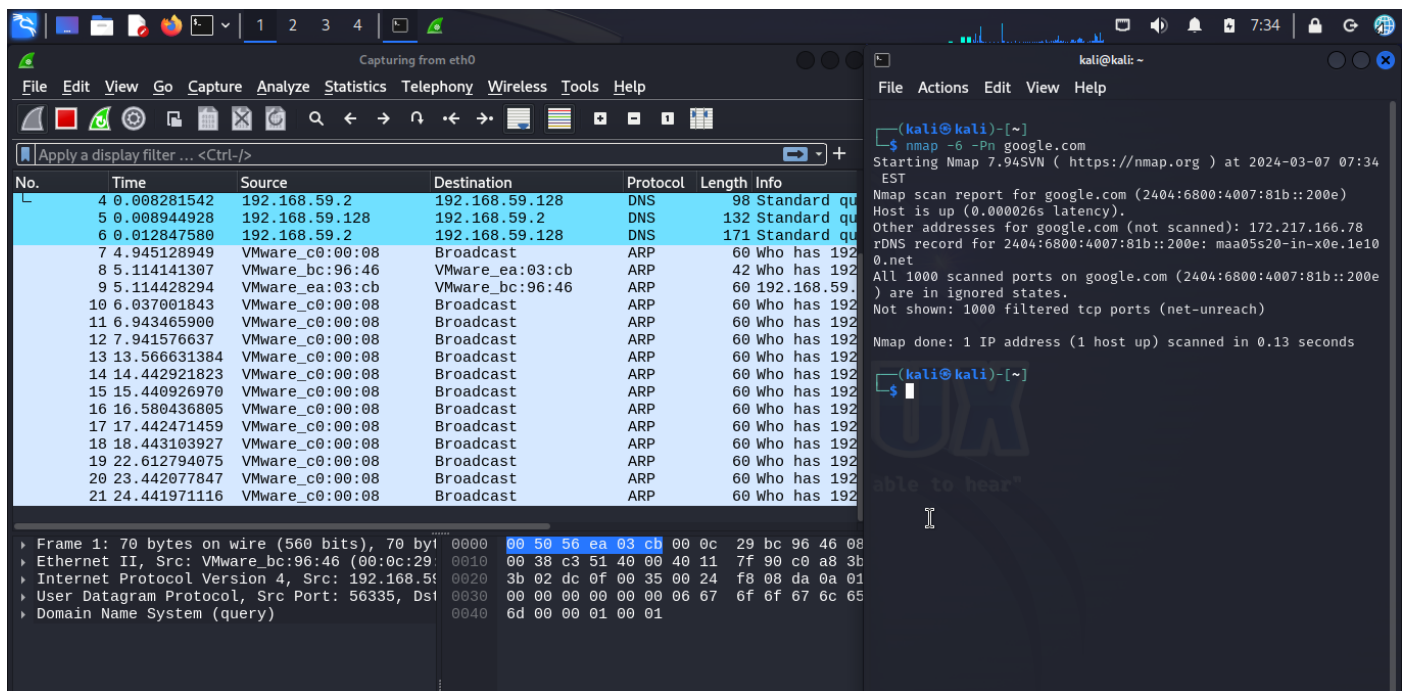 1 2 3 4 7:34
Capturing from eth0
File Edit View Go Capture Analyze Statistics Telephony Wireless Tools Help
Apply a display filter ... <Ctrl-/>
No. Time Source Destination Protocol Length Info
4 0.008281542 192.168.59.2 192.168.59.128 DNS 98 Standard qu
5 0.008944928 192.168.59.128 192.168.59.2 DNS 132 Standard qu
6 0.012847580 192.168.59.2 192.168.59.128 DNS 171 Standard qu
7 4.945128949 VMware_c0:00:08 Broadcast ARP 60 Who has 192
8 5.114141307 VMware_bc:96:46 VMware_ea:03:cb ARP 42 Who has 192
9 5.114428294 VMware_ea:03:cb VMware_bc:96:46 ARP 60 192.168.59.
10 6.037001843 VMware_c0:00:08 Broadcast ARP 60 Who has 192
11 6.943465900 VMware_c0:00:08 Broadcast ARP 60 Who has 192
12 7.941576637 VMware_c0:00:08 Broadcast ARP 60 Who has 192
13 13.566631384 VMware_c0:00:08 Broadcast ARP 60 Who has 192
14 14.442921823 VMware_c0:00:08 Broadcast ARP 60 Who has 192
15 15.440926970 VMware_c0:00:08 Broadcast ARP 60 Who has 192
16 16.580436805 VMware_c0:00:08 Broadcast ARP 60 Who has 192
17 17.442471459 VMware_c0:00:08 Broadcast ARP 60 Who has 192
18 18.443103927 VMware_c0:00:08 Broadcast ARP 60 Who has 192
19 22.612794075 VMware_c0:00:08 Broadcast ARP 60 Who has 192
20 23.442077847 VMware_c0:00:08 Broadcast ARP 60 Who has 192
21 24.441971116 VMware_c0:00:08 Broadcast ARP 60 Who has 192
Frame 1: 70 bytes on wire (560 bits), 70 byt
Ethernet II, Src: VMware_bc:96:46 (00:0c:29:
Internet Protocol Version 4, Src: 192.168.59
User Datagram Protocol, Src Port: 56335, Dst
Domain Name System (query)
0000 00 50 56 ea 03 cb 00 0c 29 bc 96 46 08
0010 00 38 c3 51 40 00 40 11 7f 90 c0 a8 3b
0020 3b 02 dc 0f 00 35 00 24 f8 08 da 0a 01
0030 00 00 00 00 00 00 06 67 6f 6f 67 6c 65
0040 6d 00 00 01 00 01
kali@kali: ~
File Actions Edit View Help
(kali㉿kali)-[~]
$ nmap -6 -Pn google.com
Starting Nmap 7.94SVN ( https://nmap.org ) at 2024-03-07 07:34
EST
Nmap scan report for google.com (2404:6800:4007:81b::200e)
Host is up (0.000026s latency).
Other addresses for google.com (not scanned): 172.217.166.78
rDNS record for 2404:6800:4007:81b::200e: maa05s20-in-x0e.1e10
0.net
All 1000 scanned ports on google.com (2404:6800:4007:81b::200e
) are in ignored states.
Not shown: 1000 filtered tcp ports (net-unreach)
Nmap done: 1 IP address (1 host up) scanned in 0.13 seconds
(kali㉿kali)-[~]
$
UX
able to hear"